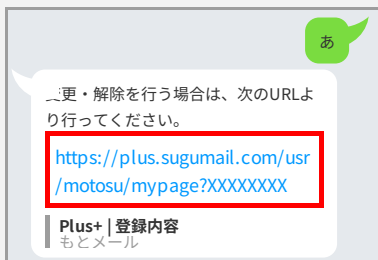 あ
変更・解除を行う場合は、次のURLよ
り行ってください。
https://plus.sugumail.com/usr
/motosu/mypage?XXXXXXXX
Plus+ | 登録内容
もとメール